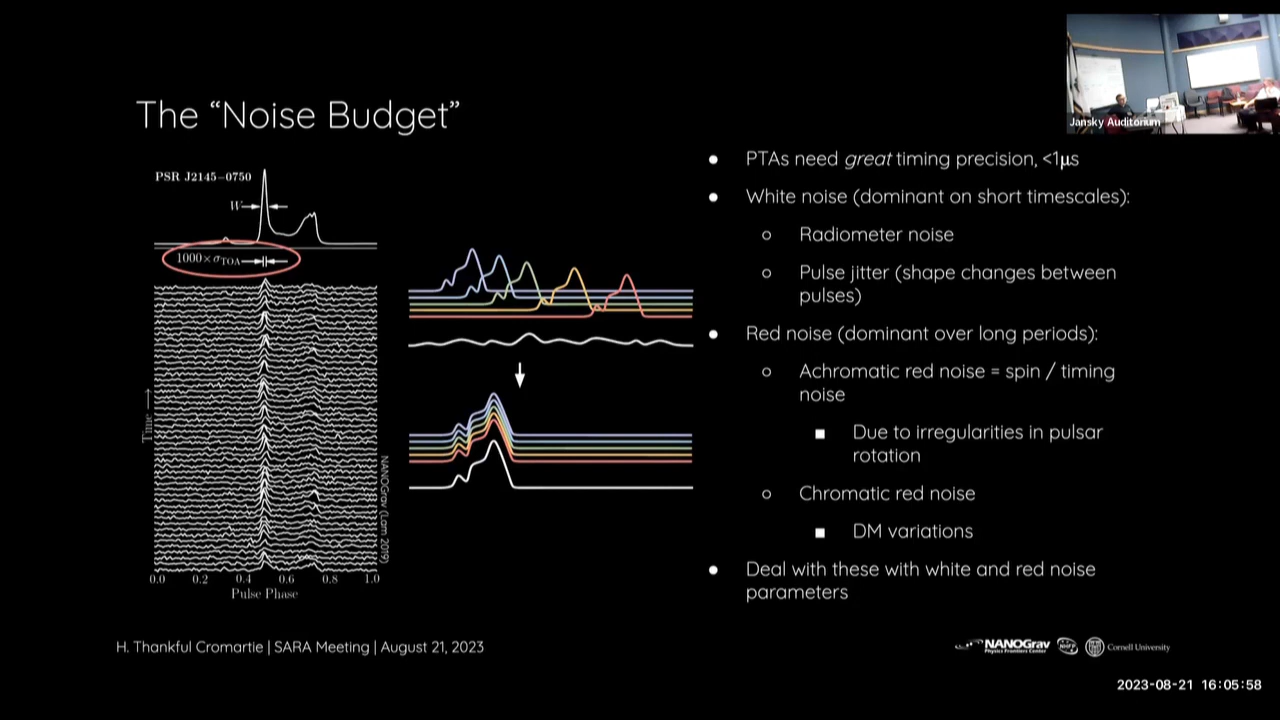 Jansky Auditorium
The “Noise Budget”
PSR J2145−0750
W
1000×σTOA
Time
NANOGrav (Lam 2019)
0.0 0.2 0.4 0.6 0.8 1.0
Pulse Phase
● PTAs need great timing precision, <1μs
● White noise (dominant on short timescales):
○ Radiometer noise
○ Pulse jitter (shape changes between
pulses)
● Red noise (dominant over long periods):
○ Achromatic red noise = spin / timing
noise
■ Due to irregularities in pulsar
rotation
○ Chromatic red noise
■ DM variations
● Deal with these with white and red noise
parameters
H. Thankful Cromartie | SARA Meeting | August 21, 2023
NANOGrav
Physics Frontiers Center
Cornell University
2023-08-21 16:05:58